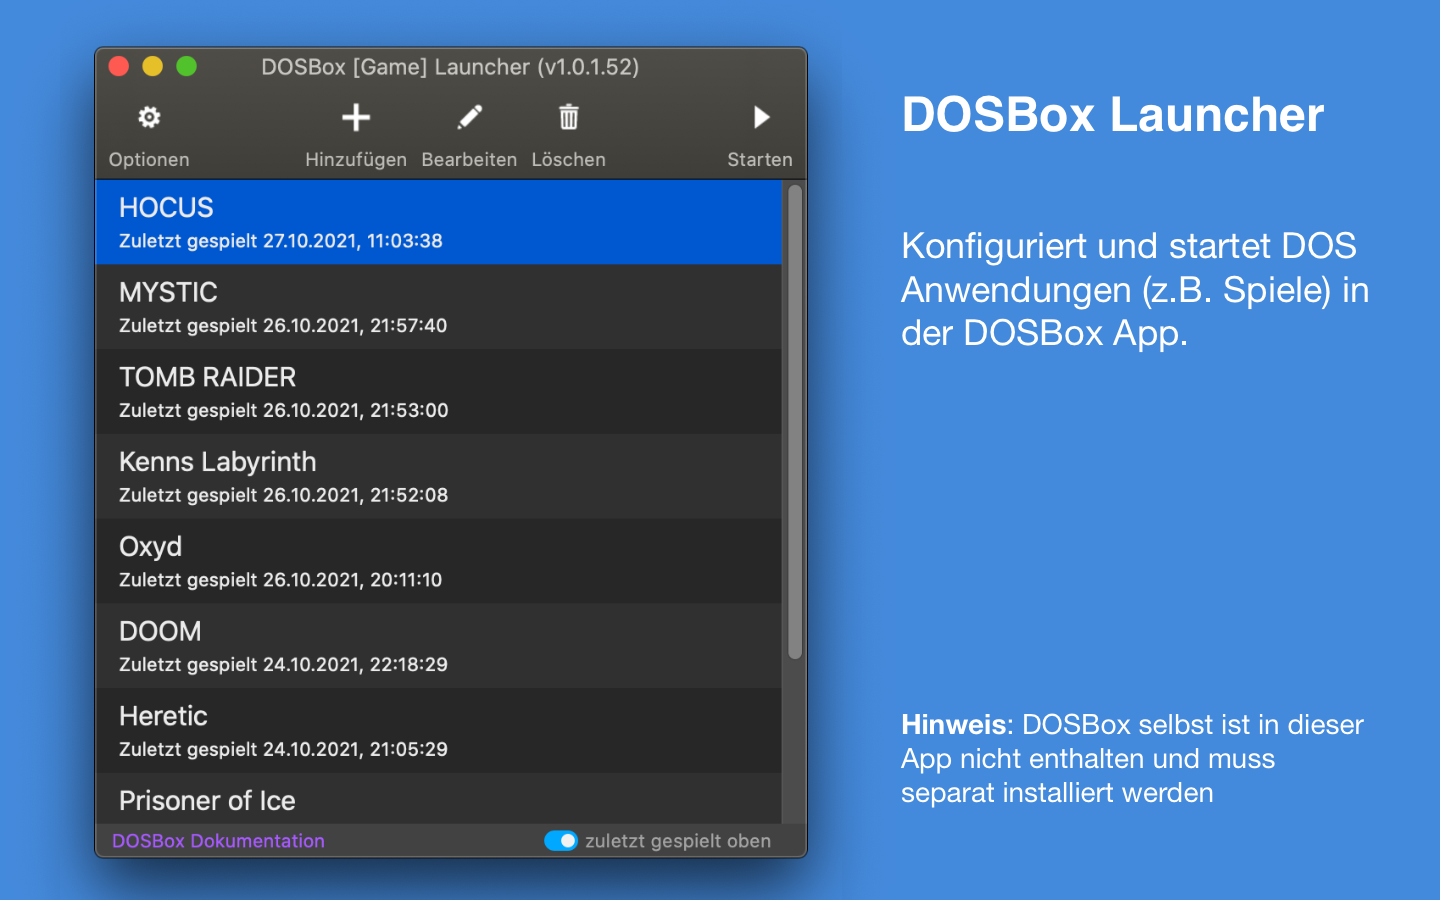 DOSBox [Game] Launcher (v1.0.1.52)
Optionen
Hinzufügen
Bearbeiten
Löschen
Starten
HOCUS
Zuletzt gespielt 27.10.2021, 11:03:38
MYSTIC
Zuletzt gespielt 26.10.2021, 21:57:40
TOMB RAIDER
Zuletzt gespielt 26.10.2021, 21:53:00
Kenns Labyrinth
Zuletzt gespielt 26.10.2021, 21:52:08
Oxyd
Zuletzt gespielt 26.10.2021, 20:11:10
DOOM
Zuletzt gespielt 24.10.2021, 22:18:29
Heretic
Zuletzt gespielt 24.10.2021, 21:05:29
Prisoner of Ice
DOSBox Dokumentation
zuletzt gespielt oben
DOSBox Launcher
Konfiguriert und startet DOS
Anwendungen (z.B. Spiele) in
der DOSBox App.
Hinweis: DOSBox selbst ist in dieser
App nicht enthalten und muss
separat installiert werden